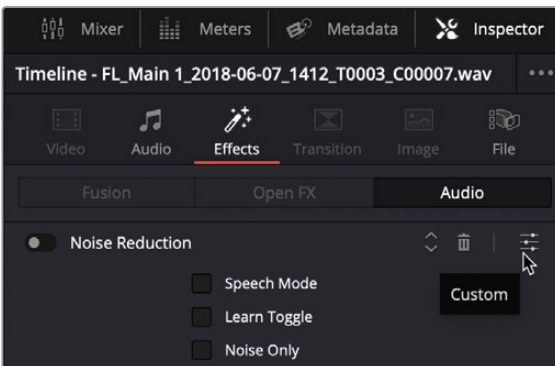 Mixer Meters Metadata Inspector
Timeline - FL_Main 1_2018-06-07_1412_T0003_C00007.wav
Video Audio Effects Transition Image File
Fusion Open FX Audio
Noise Reduction
Speech Mode
Custom
Learn Toggle
Noise Only